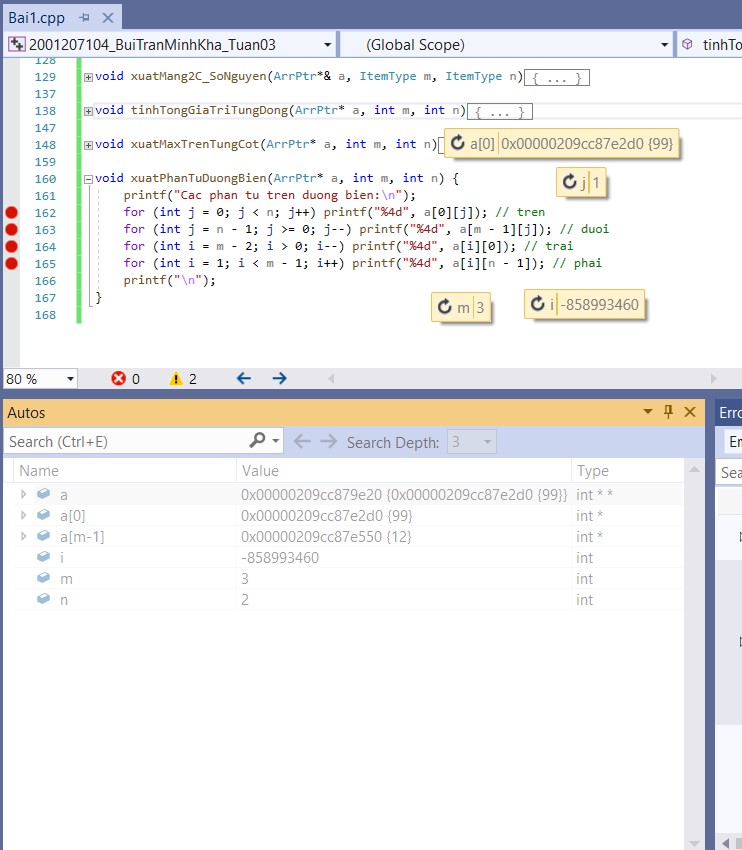 Bai1.cpp
2001207104_BuiTranMinhKha_Tuan03 (Global Scope) tinhTo
128
129 void xuatMang2C_SoNguyen(ArrPtr*& a, ItemType m, ItemType n){ ... }
137
138 void tinhTongGiaTriTungDong(ArrPtr* a, int m, int n){ ... }
147
148 void xuatMaxTrenTungCot(ArrPtr* a, int m, int n) a[0] 0x00000209cc87e2d0 {99}
159
160 void xuatPhanTuDuongBien(ArrPtr* a, int m, int n) { j 1
161 printf("Cac phan tu tren duong bien:\n");
162 for (int j = 0; j < n; j++) printf("%4d", a[0][j]); // tren
163 for (int j = n - 1; j >= 0; j--) printf("%4d", a[m - 1][j]); // duoi
164 for (int i = m - 2; i > 0; i--) printf("%4d", a[i][0]); // trai
165 for (int i = 1; i < m - 1; i++) printf("%4d", a[i][n - 1]); // phai
166 printf("\n");
167 } m 3 i -858993460
168
80 % 0 2
Autos
Search (Ctrl+E) Search Depth: 3
Name Value Type
a 0x00000209cc879e20 {0x00000209cc87e2d0 {99}} int * *
a[0] 0x00000209cc87e2d0 {99} int *
a[m-1] 0x00000209cc87e550 {12} int *
i -858993460 int
m 3 int
n 2 int
Erro
En
Sea